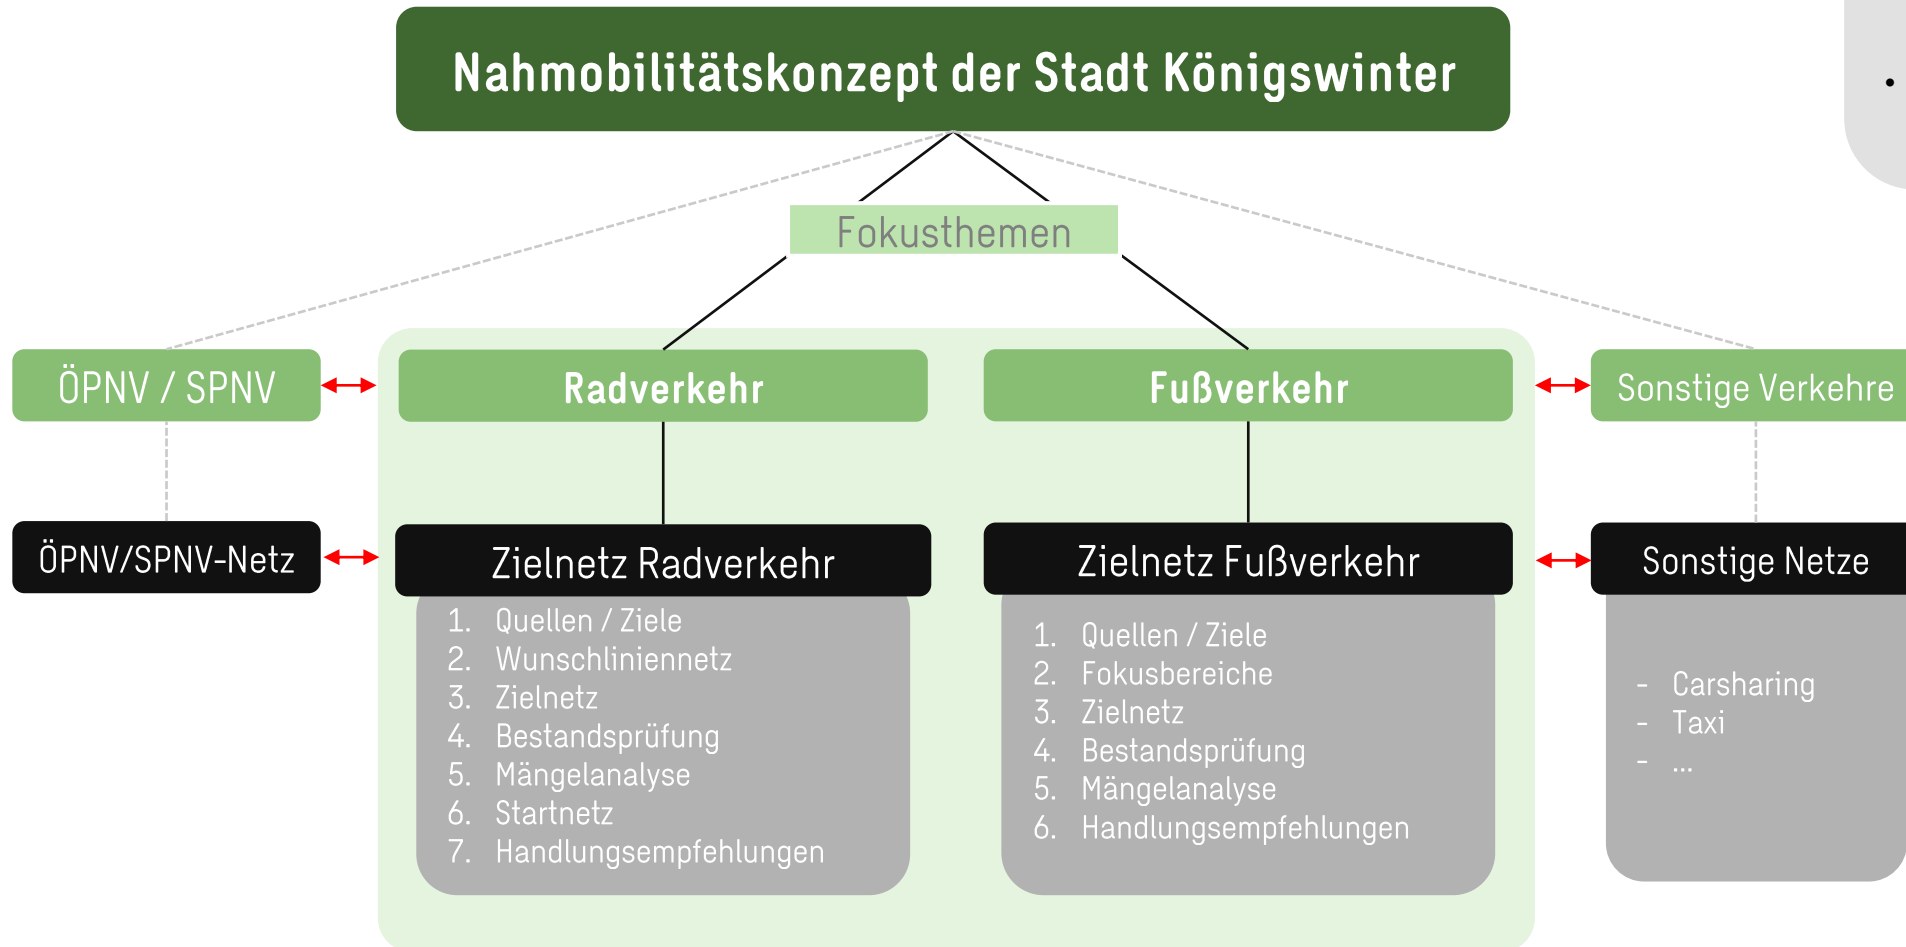 Nahmobilitätskonzept der Stadt Königswinter
•
Fokusthemen
ÖPNV / SPNV
Radverkehr
Fußverkehr
Sonstige Verkehre
ÖPNV/SPNV-Netz
Zielnetz Radverkehr
Zielnetz Fußverkehr
Sonstige Netze
1. Quellen / Ziele
2. Wunschliniennetz
3. Zielnetz
4. Bestandsprüfung
5. Mängelanalyse
6. Startnetz
7. Handlungsempfehlungen
1. Quellen / Ziele
2. Fokusbereiche
3. Zielnetz
4. Bestandsprüfung
5. Mängelanalyse
6. Handlungsempfehlungen
- Carsharing
- Taxi
- ...